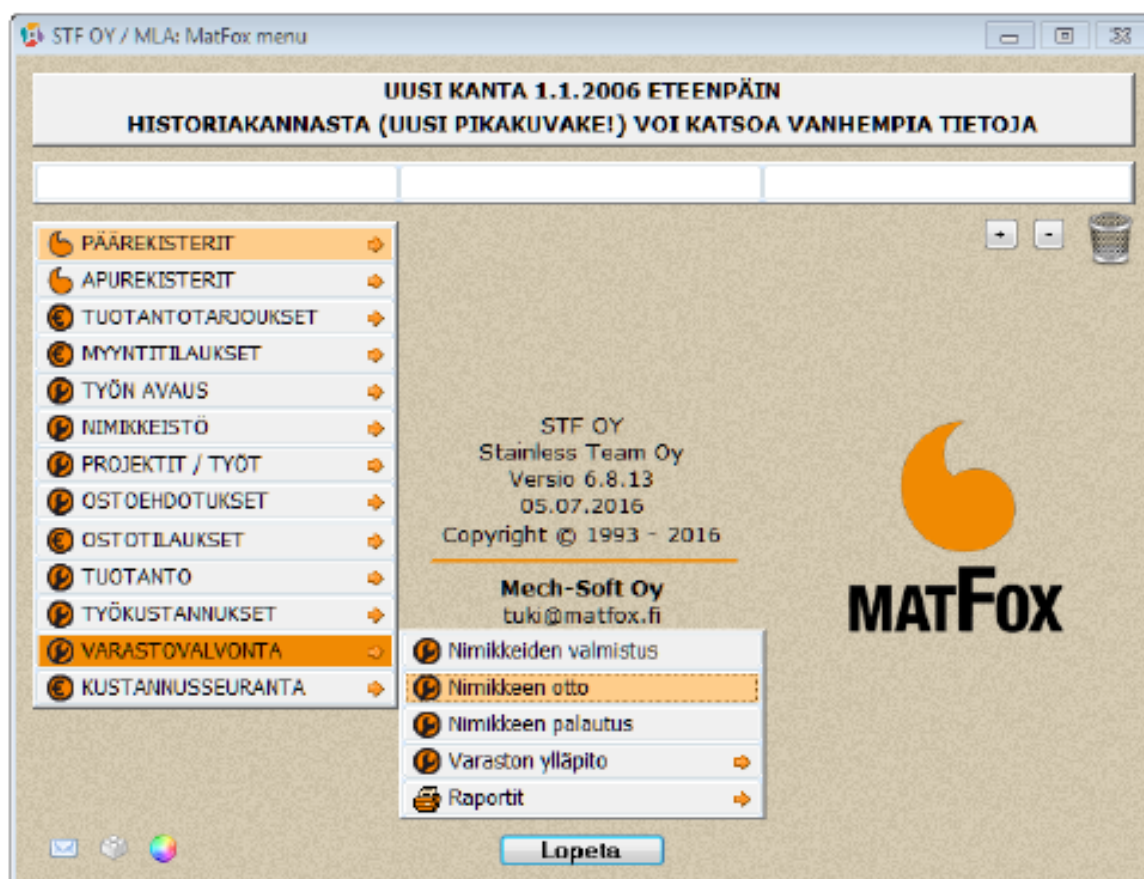 STF OY / MLA: MatFox menu
UUSI KANTA 1.1.2006 ETEENPÄIN
HISTORIAKANNASTA (UUSI PIKAKUVAKE!) VOI KATSOA VANHEMPIA TIETOJA
+ -
PÄÄREKISTERIT
APUREKISTERIT
TUOTANTOTARJOUKSET
MYYNTITILAUKSET
TYÖN AVAUS
NIMIKKEISTÖ
PROJEKTIT / TYÖT
OSTOEHDOTUKSET
OSTOTILAUKSET
TUOTANTO
TYÖKUSTANNUKSET
VARASTOVALVONTA
KUSTANNUSSEURANTA
STF OY
Stainless Team Oy
Versio 6.8.13
05.07.2016
Copyright © 1993 - 2016
Mech-Soft Oy
tuki@matfox.fi
MATFOX
Nimikkeiden valmistus
Nimikkeen otto
Nimikkeen palautus
Varaston ylläpito
Raportit
Lopeta